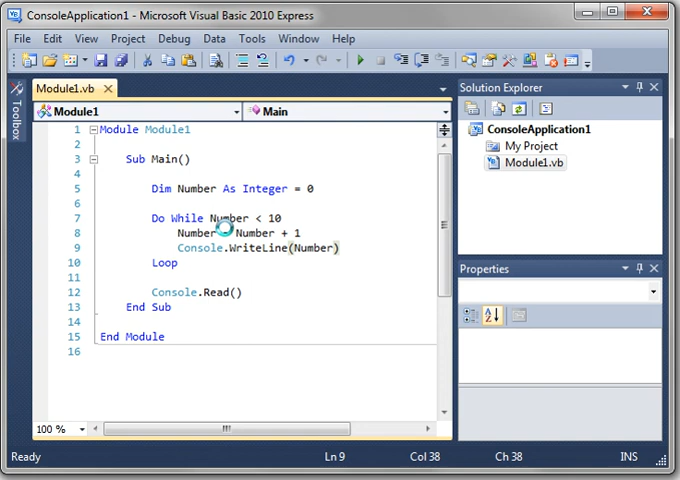 ConsoleApplication1 - Microsoft Visual Basic 2010 Express
File Edit View Project Debug Data Tools Window Help
Module1.vb
Solution Explorer
Toolbox
Module1 Main
1 Module Module1
2
3 Sub Main()
4
5 Dim Number As Integer = 0
6
7 Do While Number < 10
8 Number Number + 1
9 Console.WriteLine(Number)
10 Loop
11
12 Console.Read()
13 End Sub
14
15 End Module
16
ConsoleApplication1
My Project
Module1.vb
Properties
100 %
Ready Ln 9 Col 38 Ch 38 INS